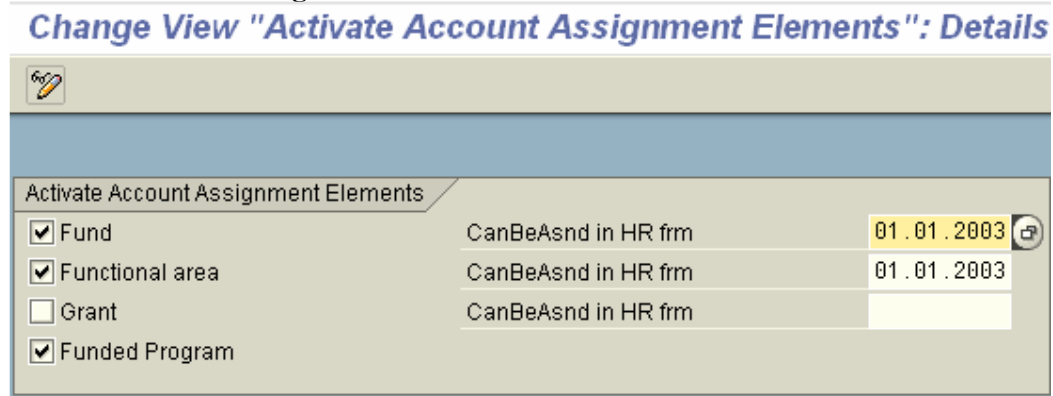 Change View "Activate Account Assignment Elements": Details
Activate Account Assignment Elements
Fund CanBeAsnd in HR frm 01.01.2003
Functional area CanBeAsnd in HR frm 01.01.2003
Grant CanBeAsnd in HR frm
Funded Program